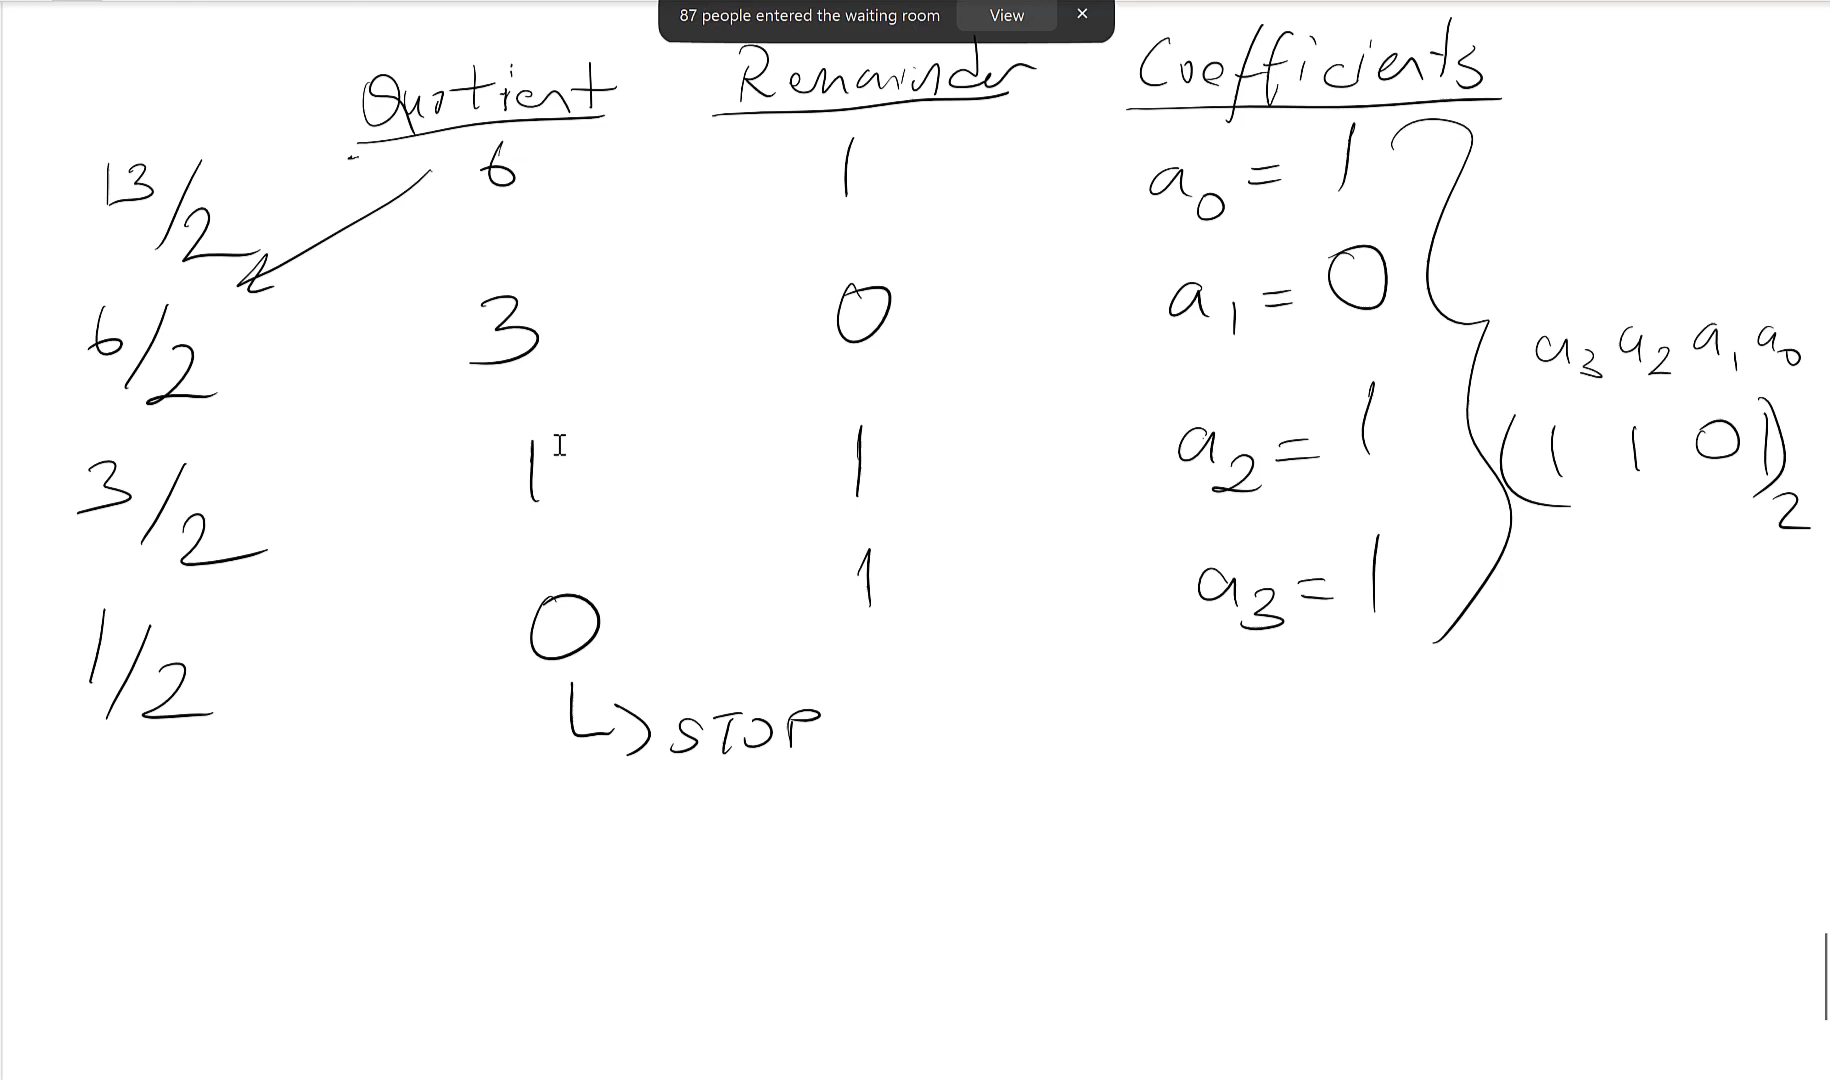 87 people entered the waiting room View ×
Quotient Remainder Coefficients
13/2 6 1 a0 = 1
6/2 3 0 a1 = 0
a3 a2 a1 a0
3/2 1 1 a2 = 1
(1 1 0 1)2
1/2 0 1 a3 = 1
↳ STOP